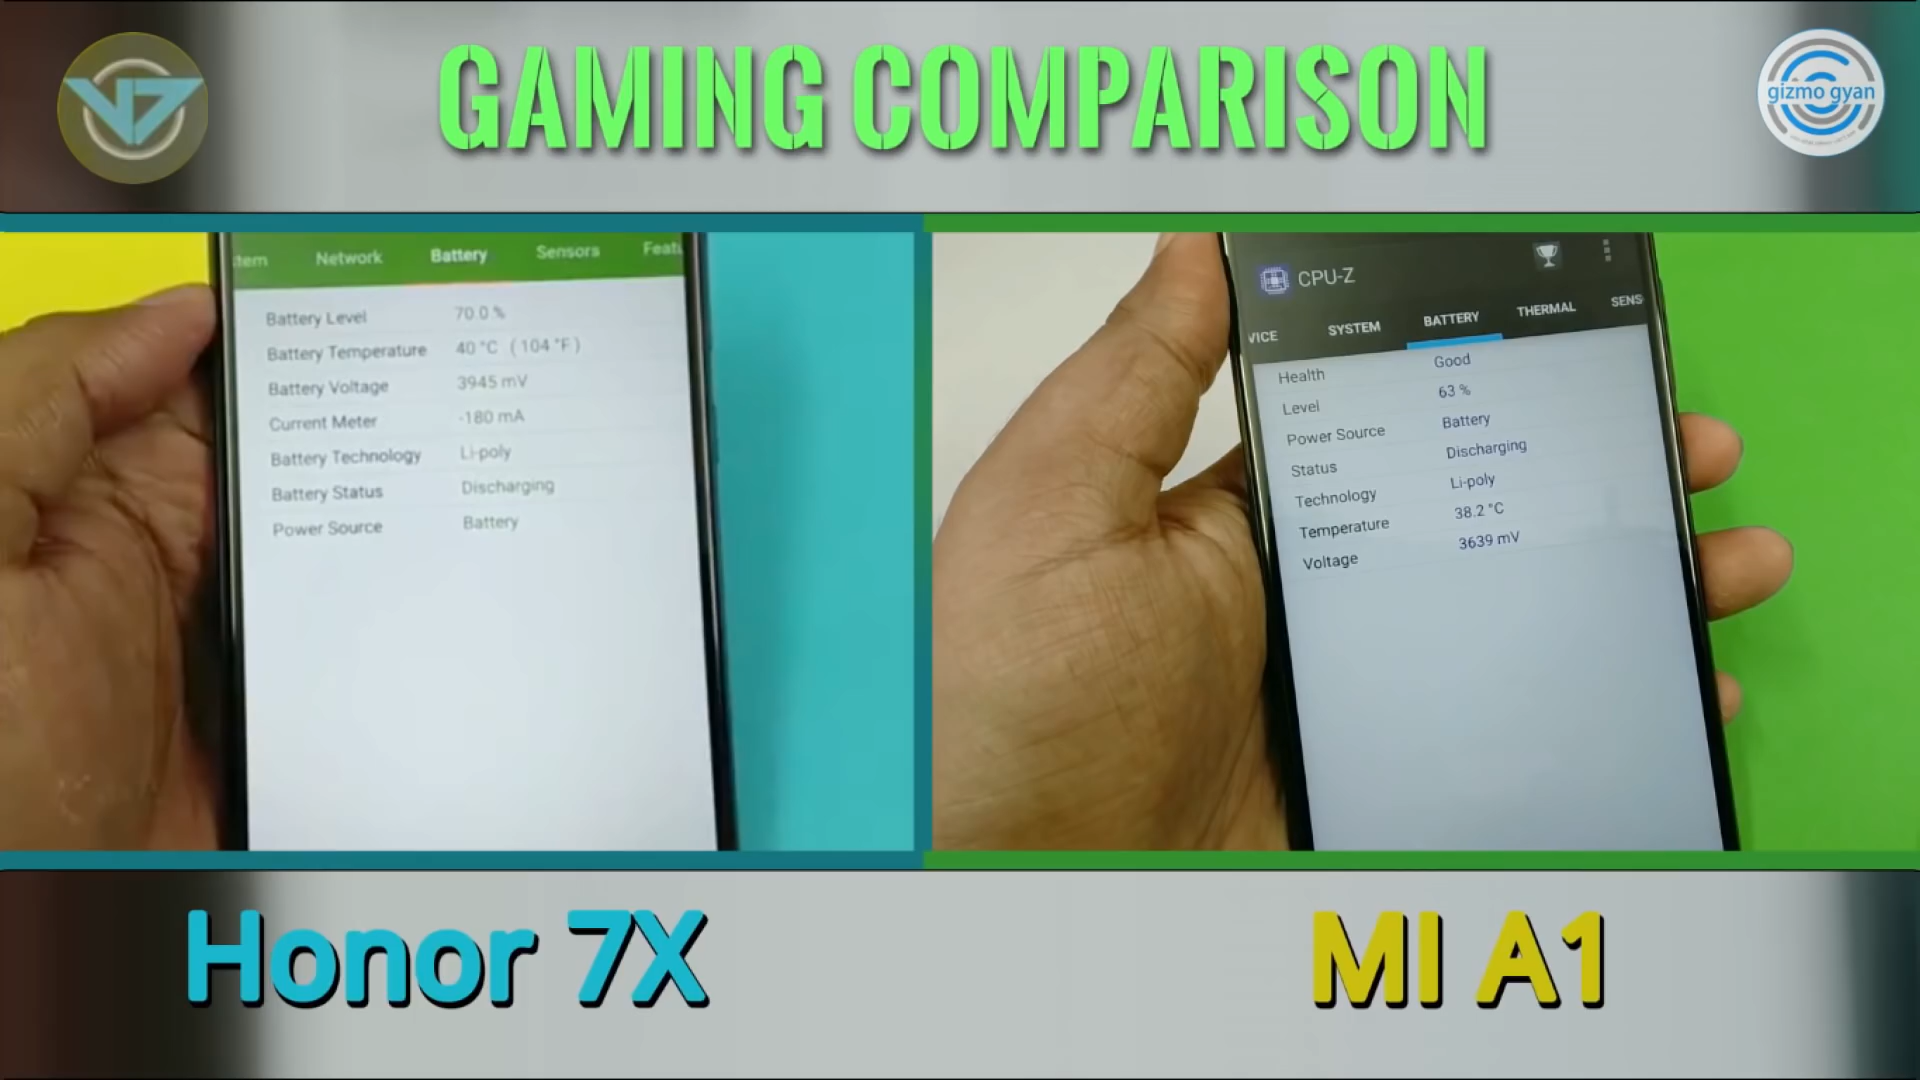 GAMING COMPARISON
V7
gizmo gyan
tem Network Battery Sensors Featu
Battery Level 70.0 %
Battery Temperature 40 °C ( 104 °F )
Battery Voltage 3945 mV
Current Meter -180 mA
Battery Technology Li-poly
Battery Status Discharging
Power Source Battery
CPU-Z
VICE SYSTEM BATTERY THERMAL SENS
Health Good
Level 63 %
Power Source Battery
Status Discharging
Technology Li-poly
Temperature 38.2 °C
Voltage 3639 mV
Honor 7X
MI A1